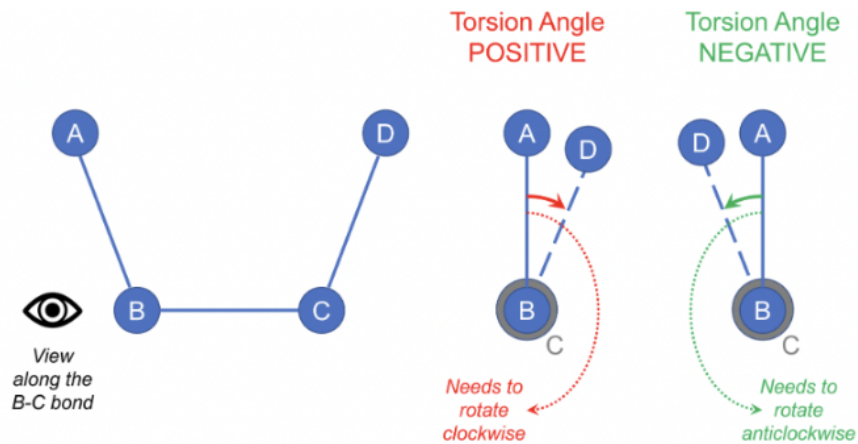 Torsion Angle
POSITIVE
Torsion Angle
NEGATIVE
A
D
A
D
D
A
B
C
B
C
B
C
View
along the
B-C bond
Needs to
rotate
clockwise
Needs to
rotate
anticlockwise